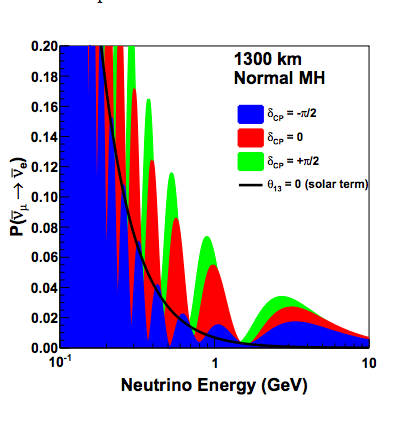 1300 km
Normal MH
δCP = -π/2
δCP = 0
δCP = +π/2
θ13 = 0 (solar term)
P(ν̄μ → ν̄e)
0.20
0.18
0.16
0.14
0.12
0.10
0.08
0.06
0.04
0.02
0.00
10⁻¹ 1 10
Neutrino Energy (GeV)